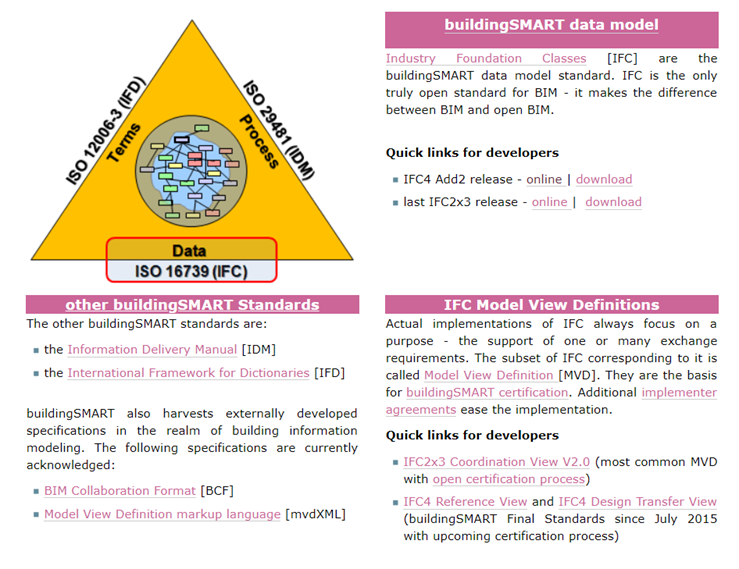 ISO 12006-3 (IFD)
Terms
ISO 29481 (IDM)
Process
Data
ISO 16739 (IFC)
buildingSMART data model
Industry Foundation Classes [IFC] are the
buildingSMART data model standard. IFC is the only
truly open standard for BIM - it makes the difference
between BIM and open BIM.
Quick links for developers
IFC4 Add2 release - online | download
last IFC2x3 release - online | download
other buildingSMART Standards
The other buildingSMART standards are:
the Information Delivery Manual [IDM]
the International Framework for Dictionaries [IFD]
buildingSMART also harvests externally developed
specifications in the realm of building information
modeling. The following specifications are currently
acknowledged:
BIM Collaboration Format [BCF]
Model View Definition markup language [mvdXML]
IFC Model View Definitions
Actual implementations of IFC always focus on a
purpose - the support of one or many exchange
requirements. The subset of IFC corresponding to it is
called Model View Definition [MVD]. They are the basis
for buildingSMART certification. Additional implementer
agreements ease the implementation.
Quick links for developers
IFC2x3 Coordination View V2.0 (most common MVD
with open certification process)
IFC4 Reference View and IFC4 Design Transfer View
(buildingSMART Final Standards since July 2015
with upcoming certification process)